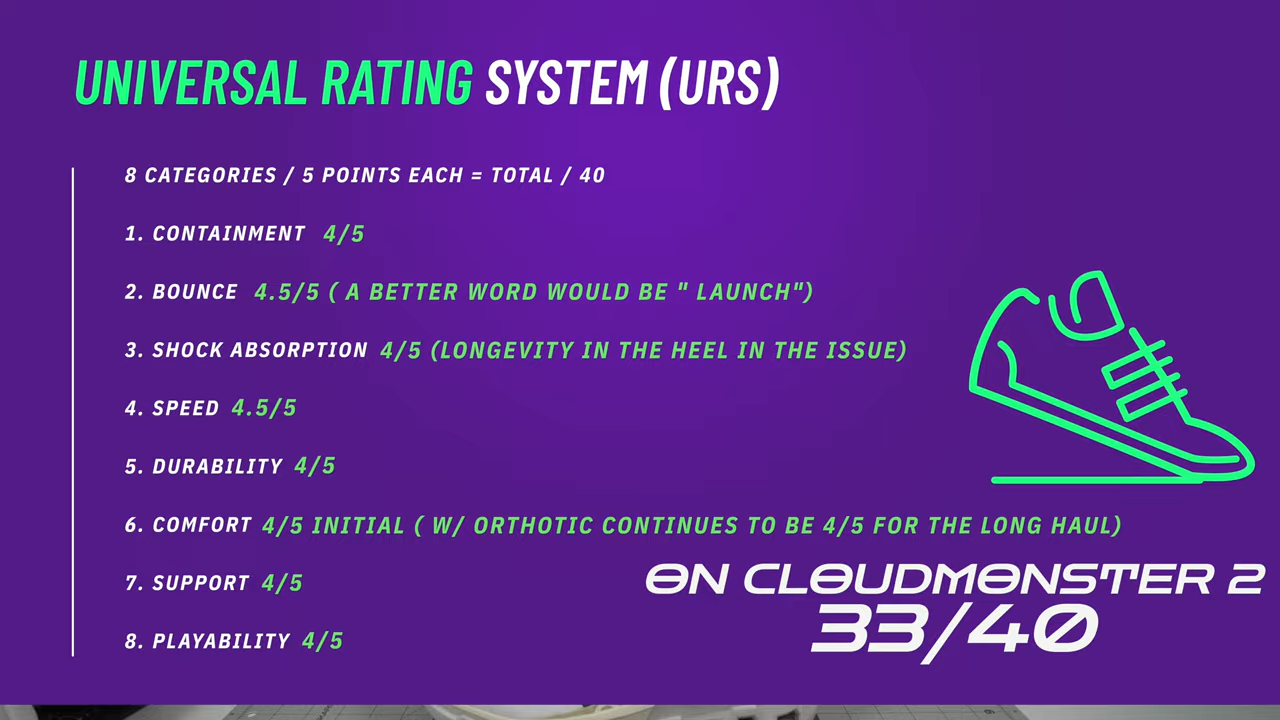 UNIVERSAL RATING SYSTEM (URS)
8 CATEGORIES / 5 POINTS EACH = TOTAL / 40
1. CONTAINMENT 4/5
2. BOUNCE 4.5/5 ( A BETTER WORD WOULD BE " LAUNCH")
3. SHOCK ABSORPTION 4/5 (LONGEVITY IN THE HEEL IN THE ISSUE)
4. SPEED 4.5/5
5. DURABILITY 4/5
6. COMFORT 4/5 INITIAL ( W/ ORTHOTIC CONTINUES TO BE 4/5 FOR THE LONG HAUL)
7. SUPPORT 4/5
8. PLAYABILITY 4/5
ON CLOUDMONSTER 2
33/40